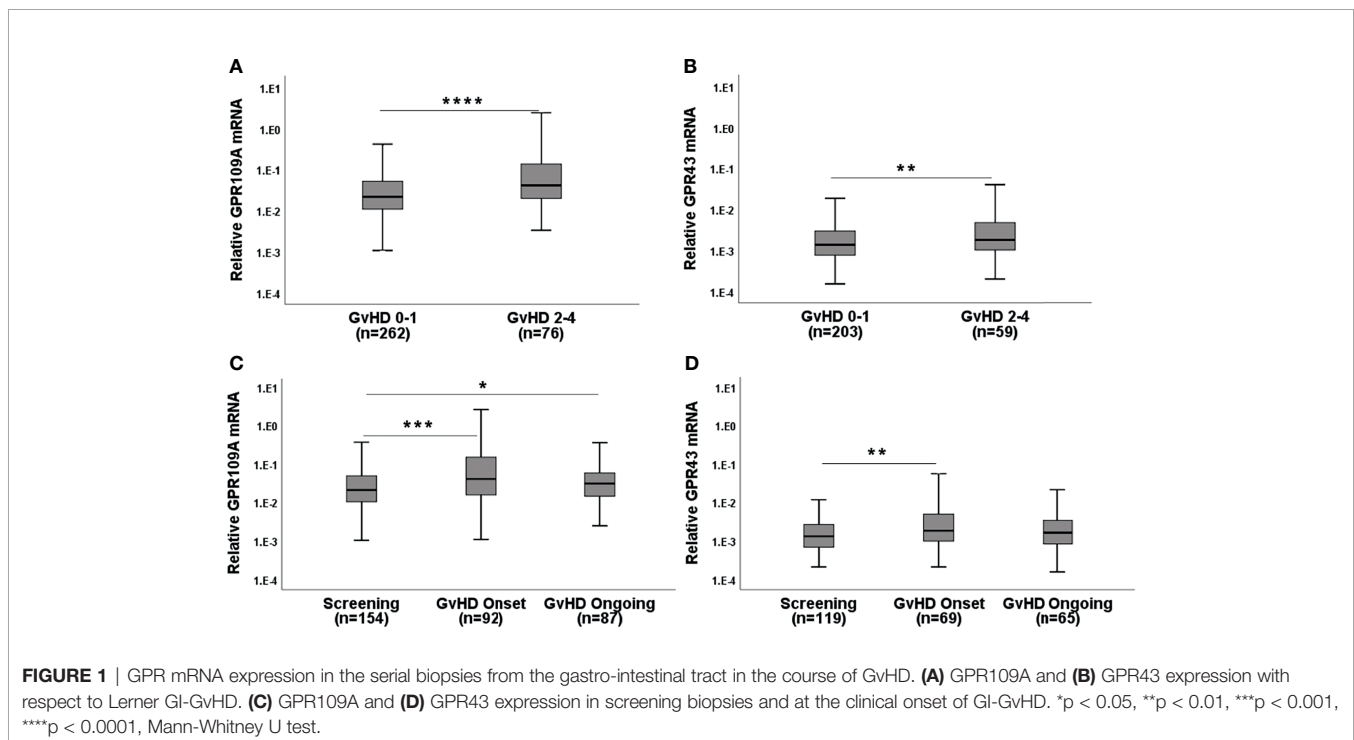 A
Relative GPR109A mRNA
1.E1
1.E0
1.E-1
1.E-2
1.E-3
1.E-4
****
GvHD 0-1
(n=262)
GvHD 2-4
(n=76)
B
Relative GPR43 mRNA
1.E1
1.E0
1.E-1
1.E-2
1.E-3
1.E-4
**
GvHD 0-1
(n=203)
GvHD 2-4
(n=59)
C
Relative GPR109A mRNA
1.E1
1.E0
1.E-1
1.E-2
1.E-3
1.E-4
*
***
Screening
(n=154)
GvHD Onset
(n=92)
GvHD Ongoing
(n=87)
D
Relative GPR43 mRNA
1.E1
1.E0
1.E-1
1.E-2
1.E-3
1.E-4
**
Screening
(n=119)
GvHD Onset
(n=69)
GvHD Ongoing
(n=65)
FIGURE 1 | GPR mRNA expression in the serial biopsies from the gastro-intestinal tract in the course of GvHD. (A) GPR109A and (B) GPR43 expression with
respect to Lerner GI-GvHD. (C) GPR109A and (D) GPR43 expression in screening biopsies and at the clinical onset of GI-GvHD. *p < 0.05, **p < 0.01, ***p < 0.001,
****p < 0.0001, Mann-Whitney U test.